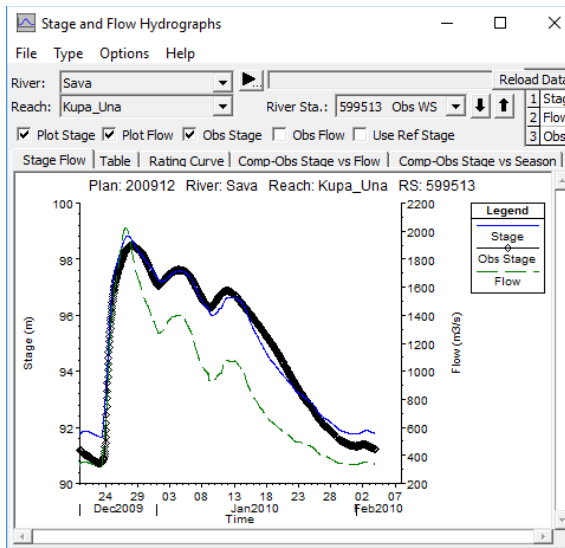 Stage and Flow Hydrographs
File Type Options Help
River: Sava Reload Data
Reach: Kupa_Una River Sta.: 599513 Obs WS
1 Stag
2 Flow
3 Obs
Plot Stage Plot Flow Obs Stage Obs Flow Use Ref Stage
Stage Flow Table Rating Curve Comp-Obs Stage vs Flow Comp-Obs Stage vs Season
Plan: 200912 River: Sava Reach: Kupa_Una RS: 599513
Legend
Stage
Obs Stage
Flow
Stage (m)
100
98
96
94
92
90
2200
2000
1800
1600
1400
1200
1000
800
600
400
200
Flow (m3/s)
24 29 03 08 13 18 23 28 02 07
Dec2009 Jan2010 Feb2010
Time